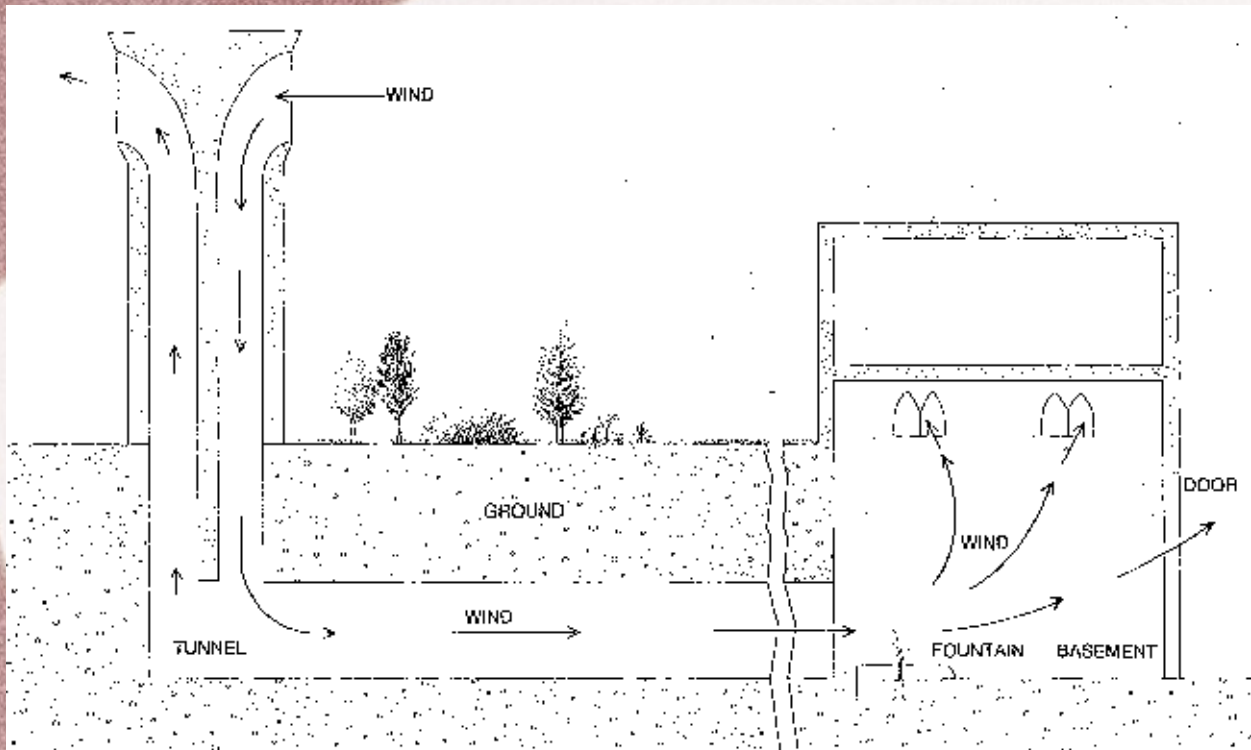 WIND
GROUND
DOOR
WIND
WIND
TUNNEL
FOUNTAIN
BASEMENT